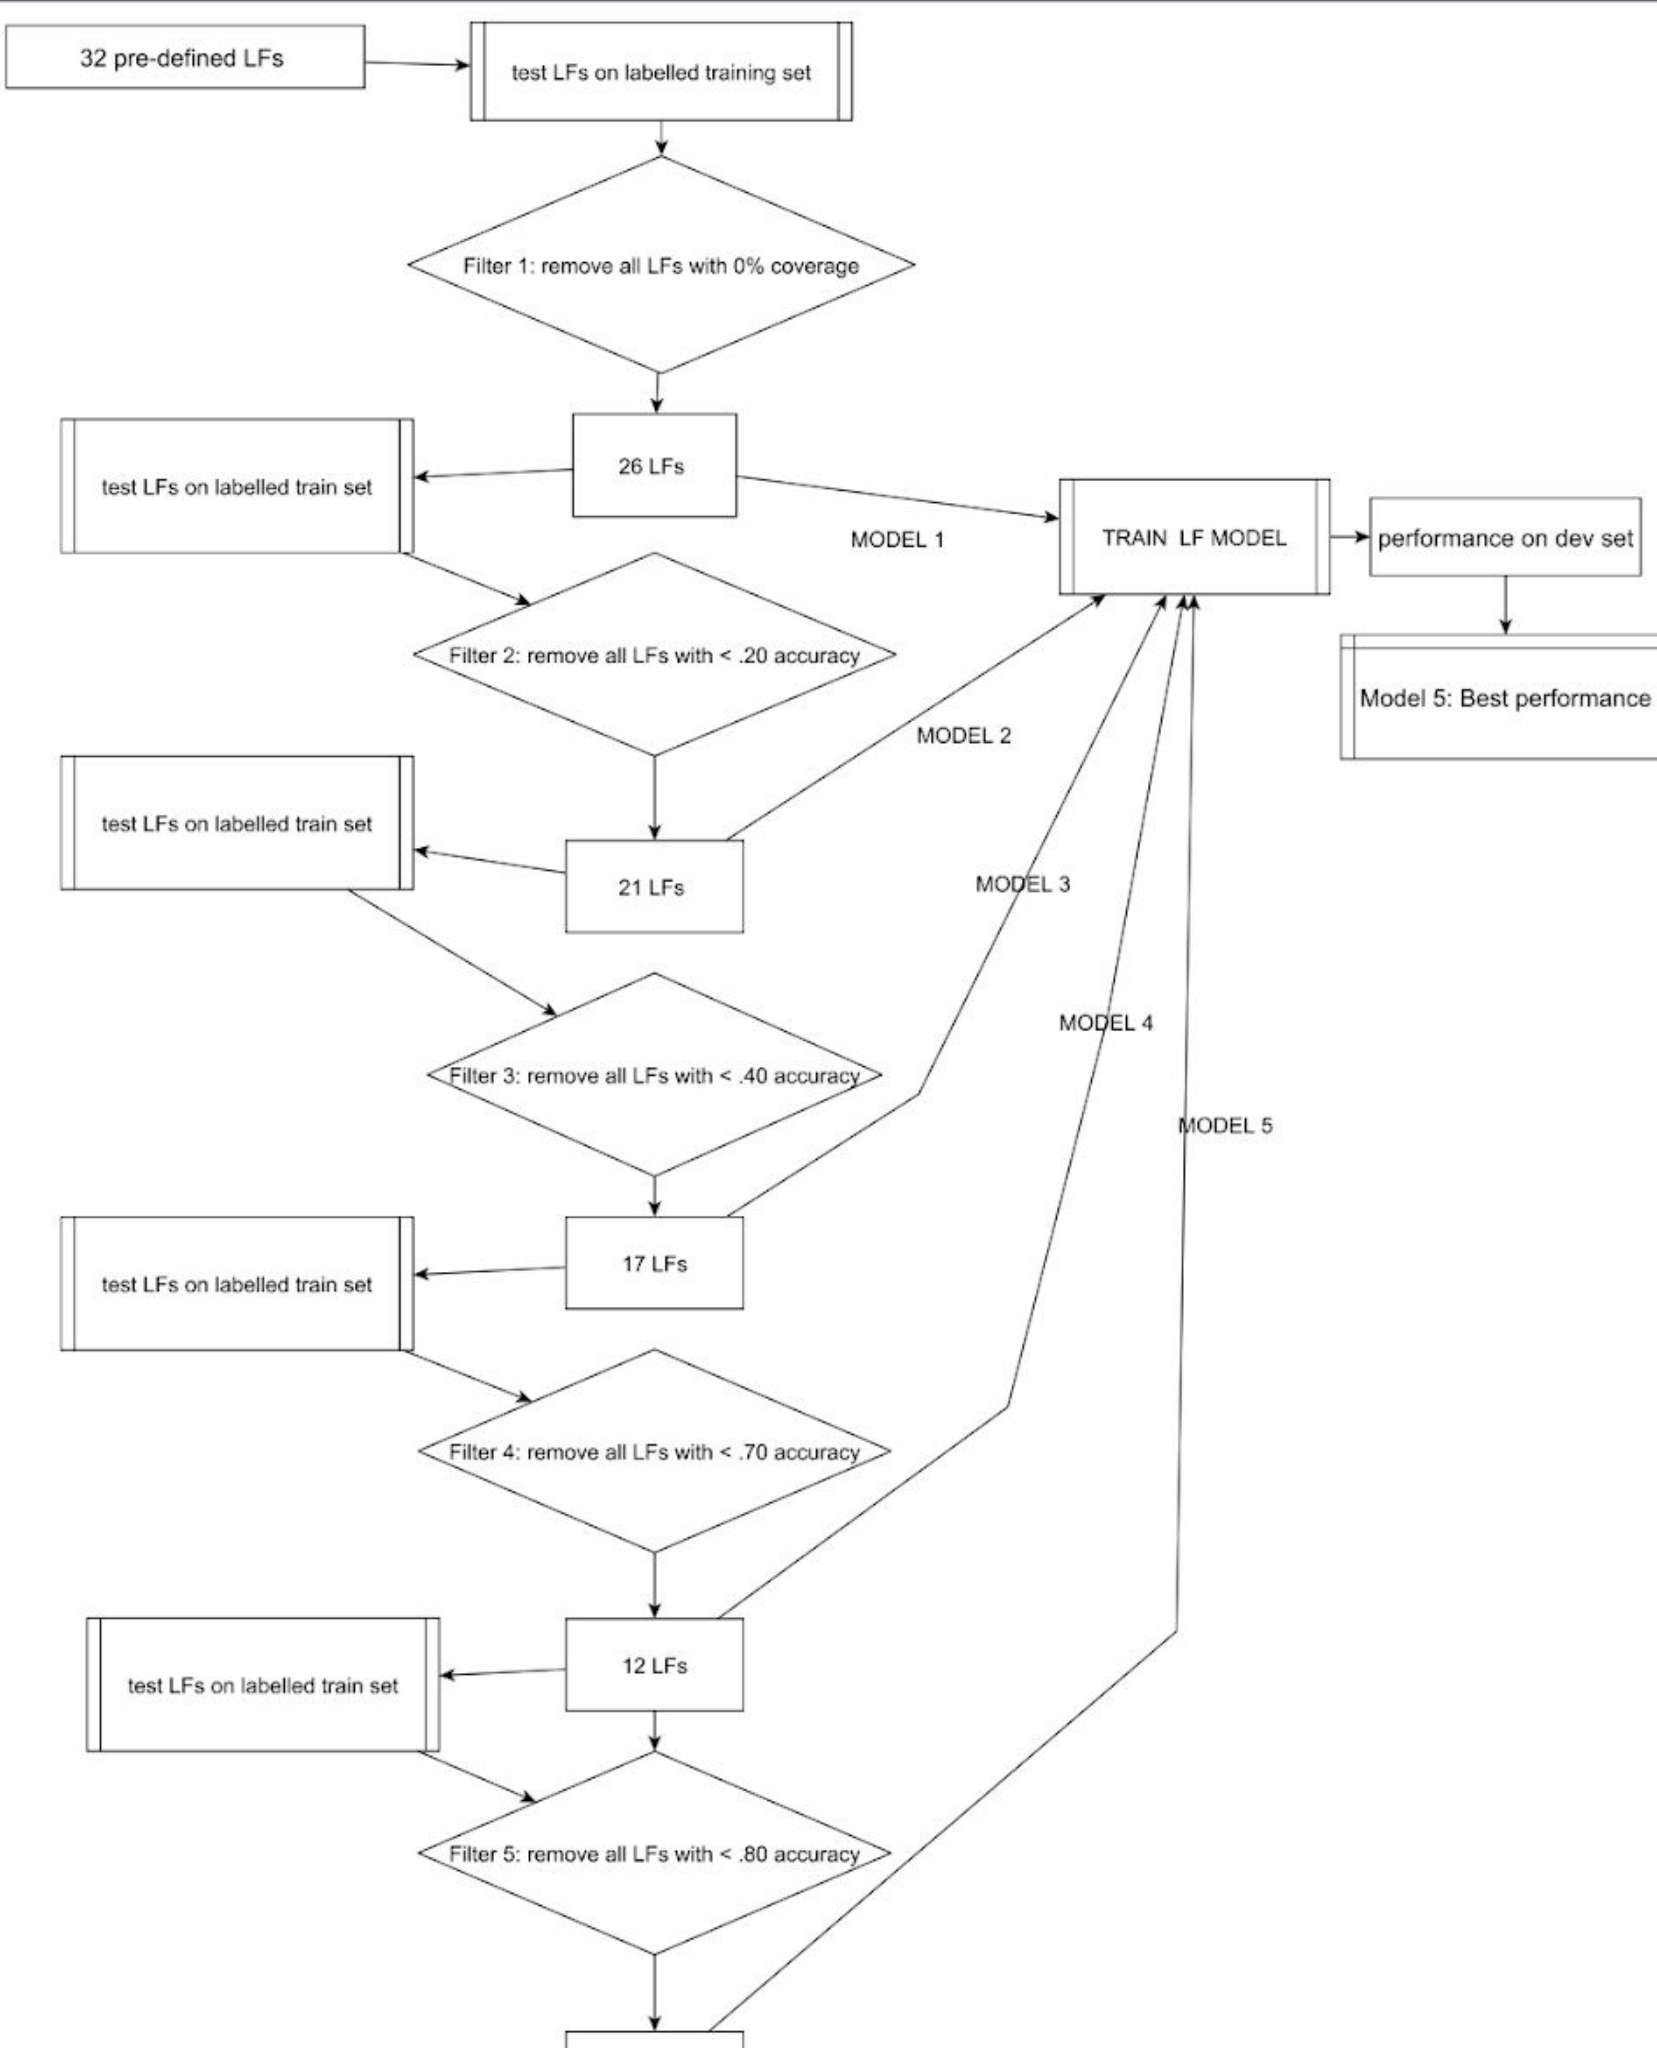 32 pre-defined LFs
test LFs on labelled training set
Filter 1: remove all LFs with 0% coverage
26 LFs
test LFs on labelled train set
MODEL 1
TRAIN LF MODEL
performance on dev set
Filter 2: remove all LFs with < .20 accuracy
Model 5: Best performance
MODEL 2
test LFs on labelled train set
21 LFs
MODEL 3
MODEL 4
Filter 3: remove all LFs with < .40 accuracy
MODEL 5
17 LFs
test LFs on labelled train set
Filter 4: remove all LFs with < .70 accuracy
12 LFs
test LFs on labelled train set
Filter 5: remove all LFs with < .80 accuracy